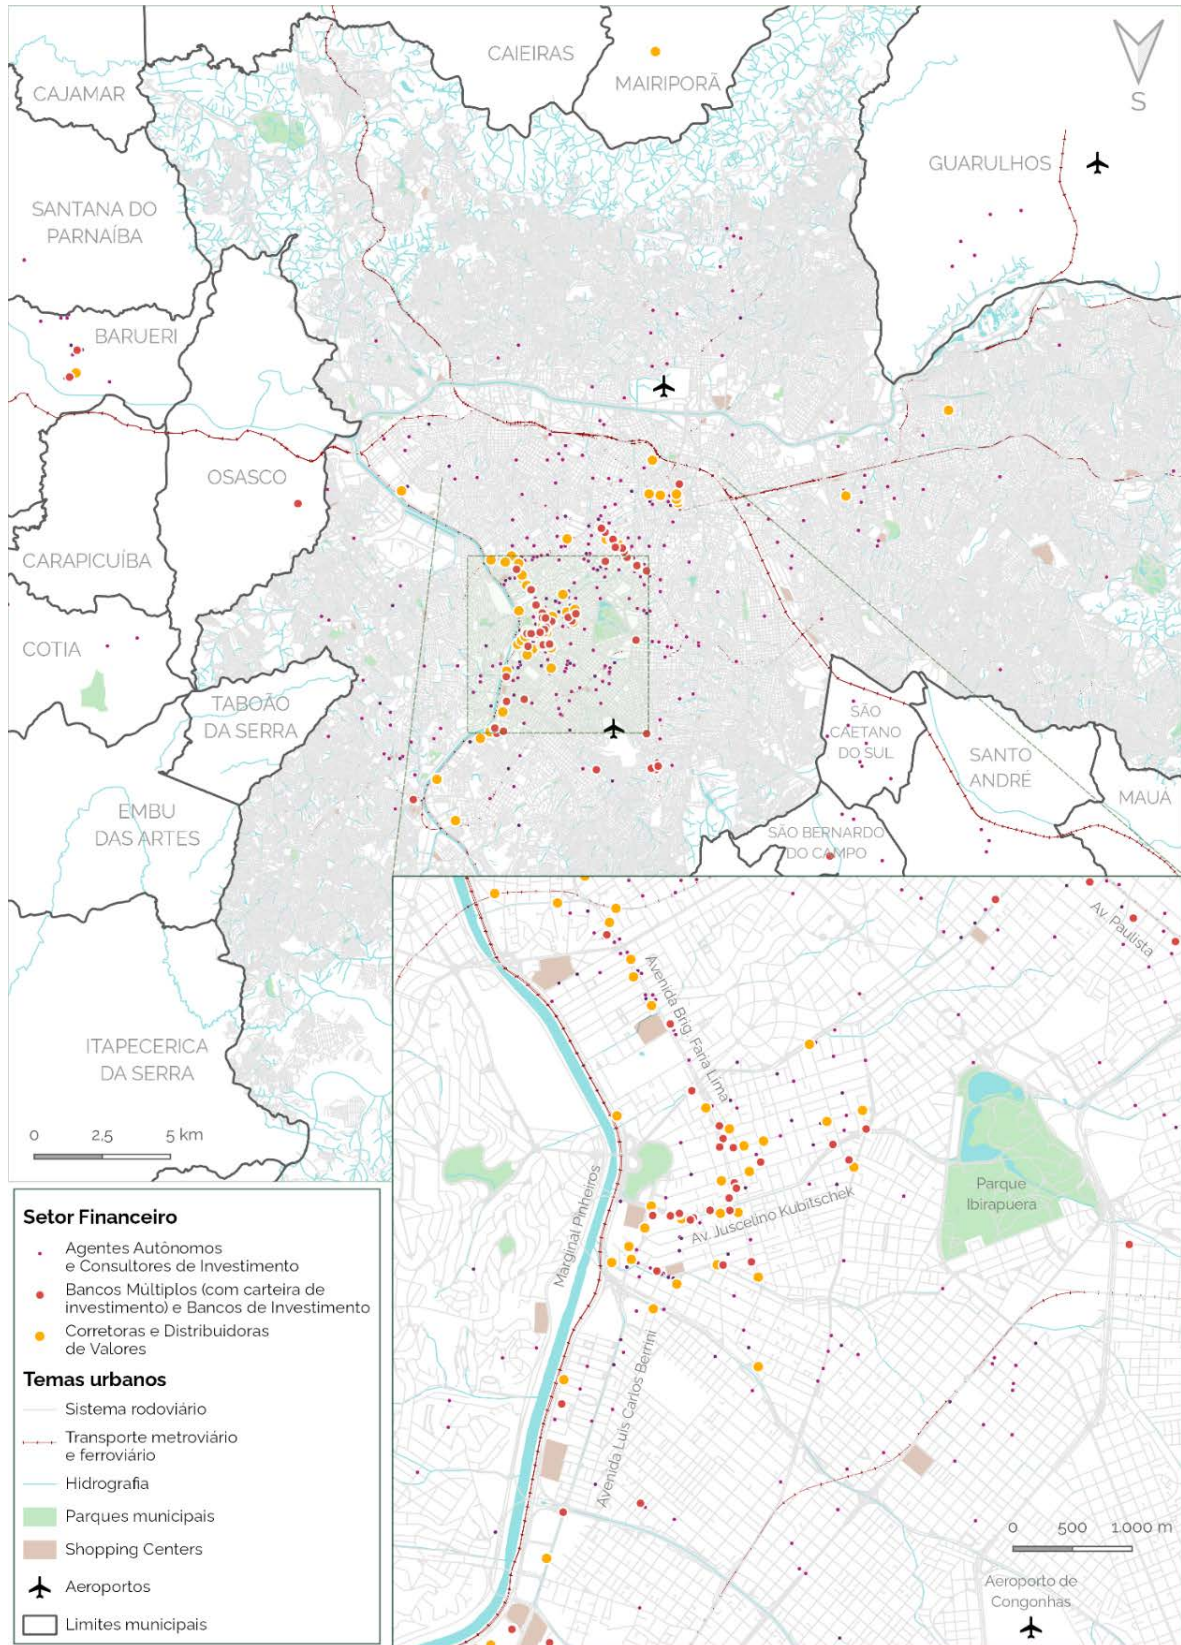 CAIEIRAS
MAIRIPORÃ
CAJAMAR
S
GUARULHOS
SANTANA DO
PARNAÍBA
BARUERI
OSASCO
CARAPICUÍBA
COTIA
TABOÃO
DA SERRA
SÃO
CAETANO
DO SUL
SANTO
ANDRÉ
MAUÁ
EMBU
DAS ARTES
SÃO BERNARDO
DO CAMPO
ITAPECERICA
DA SERRA
0 2,5 5 km
Av. Paulista
Avenida Brig. Faria Lima
Marginal Pinheiros
Parque
Ibirapuera
Av. Juscelino Kubitschek
Avenida Luis Carlos Berrini
0 500 1.000 m
Aeroporto de
Congonhas
Setor Financeiro
Agentes Autônomos
e Consultores de Investimento
Bancos Múltiplos (com carteira de
investimento) e Bancos de Investimento
Corretoras e Distribuidoras
de Valores
Temas urbanos
Sistema rodoviário
Transporte metroviário
e ferroviário
Hidrografia
Parques municipais
Shopping Centers
Aeroportos
Limites municipais